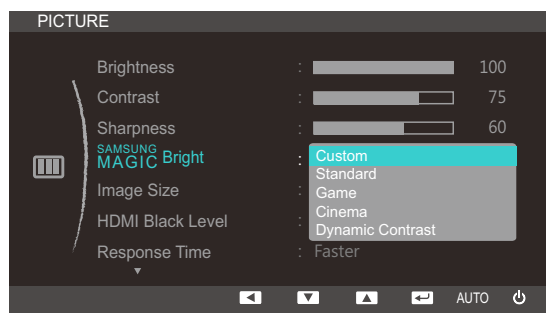 PICTURE
Brightness : 100
Contrast : 75
Sharpness : 60
SAMSUNG
MAGIC Bright : Custom
Standard
Image Size : Game
Cinema
HDMI Black Level : Dynamic Contrast
Response Time : Faster
AUTO